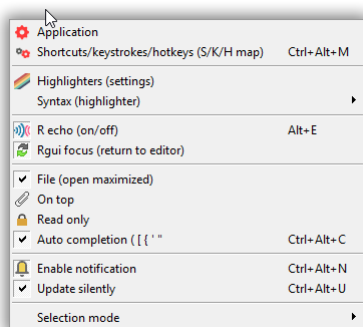 Application
Shortcuts/keystrokes/hotkeys (S/K/H map) Ctrl+Alt+M
Highlighters (settings)
Syntax (highlighter)
R echo (on/off) Alt+E
Rgui focus (return to editor)
File (open maximized)
On top
Read only
Auto completion ( [ { ' " Ctrl+Alt+C
Enable notification Ctrl+Alt+N
Update silently Ctrl+Alt+U
Selection mode